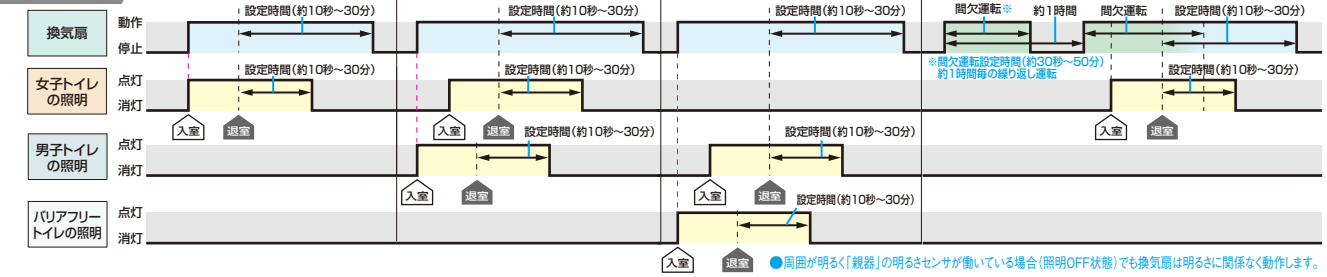 換気扇
動作
停止
設定時間(約10秒〜30分)
設定時間(約10秒〜30分)
設定時間(約10秒〜30分)
間欠運転※
約1時間
間欠運転
設定時間(約10秒〜30分)
※間欠運転設定時間(約30秒〜50分)
約1時間毎の繰り返し運転
女子トイレ
の照明
点灯
消灯
設定時間(約10秒〜30分)
設定時間(約10秒〜30分)
設定時間(約10秒〜30分)
入室
退室
入室
退室
入室
退室
男子トイレ
の照明
点灯
消灯
設定時間(約10秒〜30分)
設定時間(約10秒〜30分)
入室
退室
入室
退室
バリアフリー
トイレの照明
点灯
消灯
設定時間(約10秒〜30分)
入室
退室
●周囲が明るく「親器」の明るさセンサが働いている場合(照明OFF状態)でも換気扇は明るさに関係なく動作します。